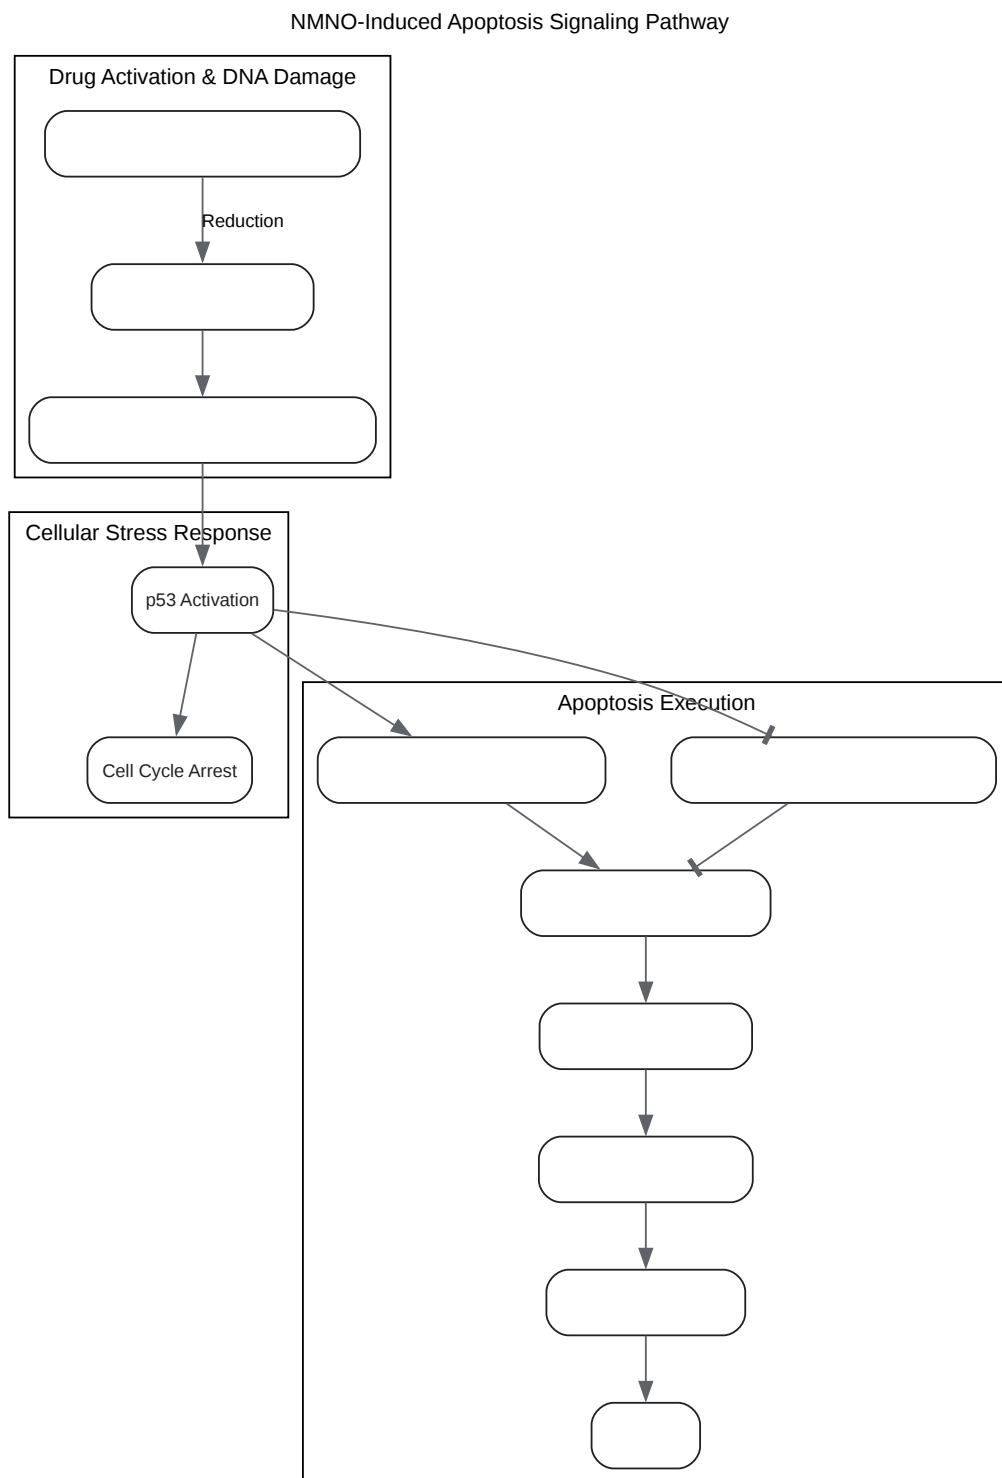 NMNO-Induced Apoptosis Signaling Pathway
Drug Activation & DNA Damage
Reduction
Cellular Stress Response
p53 Activation
Apoptosis Execution
Cell Cycle Arrest